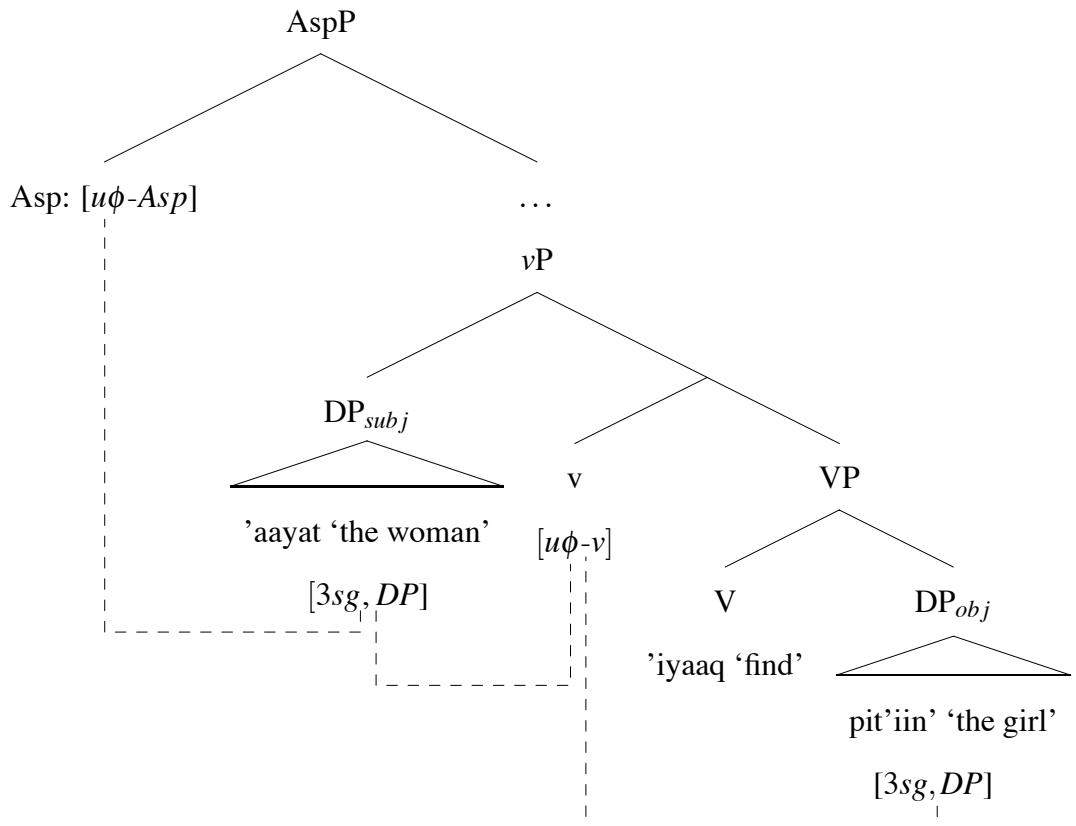 AspP
Asp: [uϕ-Asp]
…
vP
DP_subj
v
VP
’aayat ‘the woman’
[uϕ-v]
[3sg, DP]
V
DP_obj
’iyaaq ‘find’
pit’iin’ ‘the girl’
[3sg, DP]